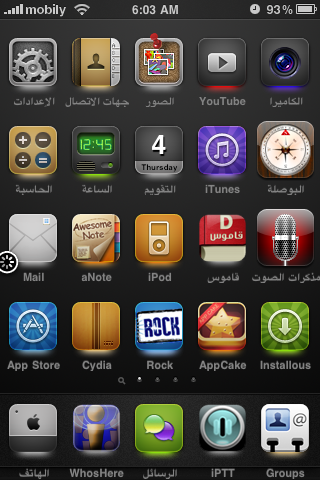 mobily 6:03 AM 93%
الإعدادات جهات الاتصال الصور YouTube الكاميرا
12:45 4 Thursday
الحاسبة الساعة التقويم iTunes البوصلة
Awesome Note D قاموس
Mail aNote iPod قاموس مذكرات الصوت
ROCK
App Store Cydia Rock AppCake Installous
@
الهاتف WhosHere الرسائل iPTT Groups